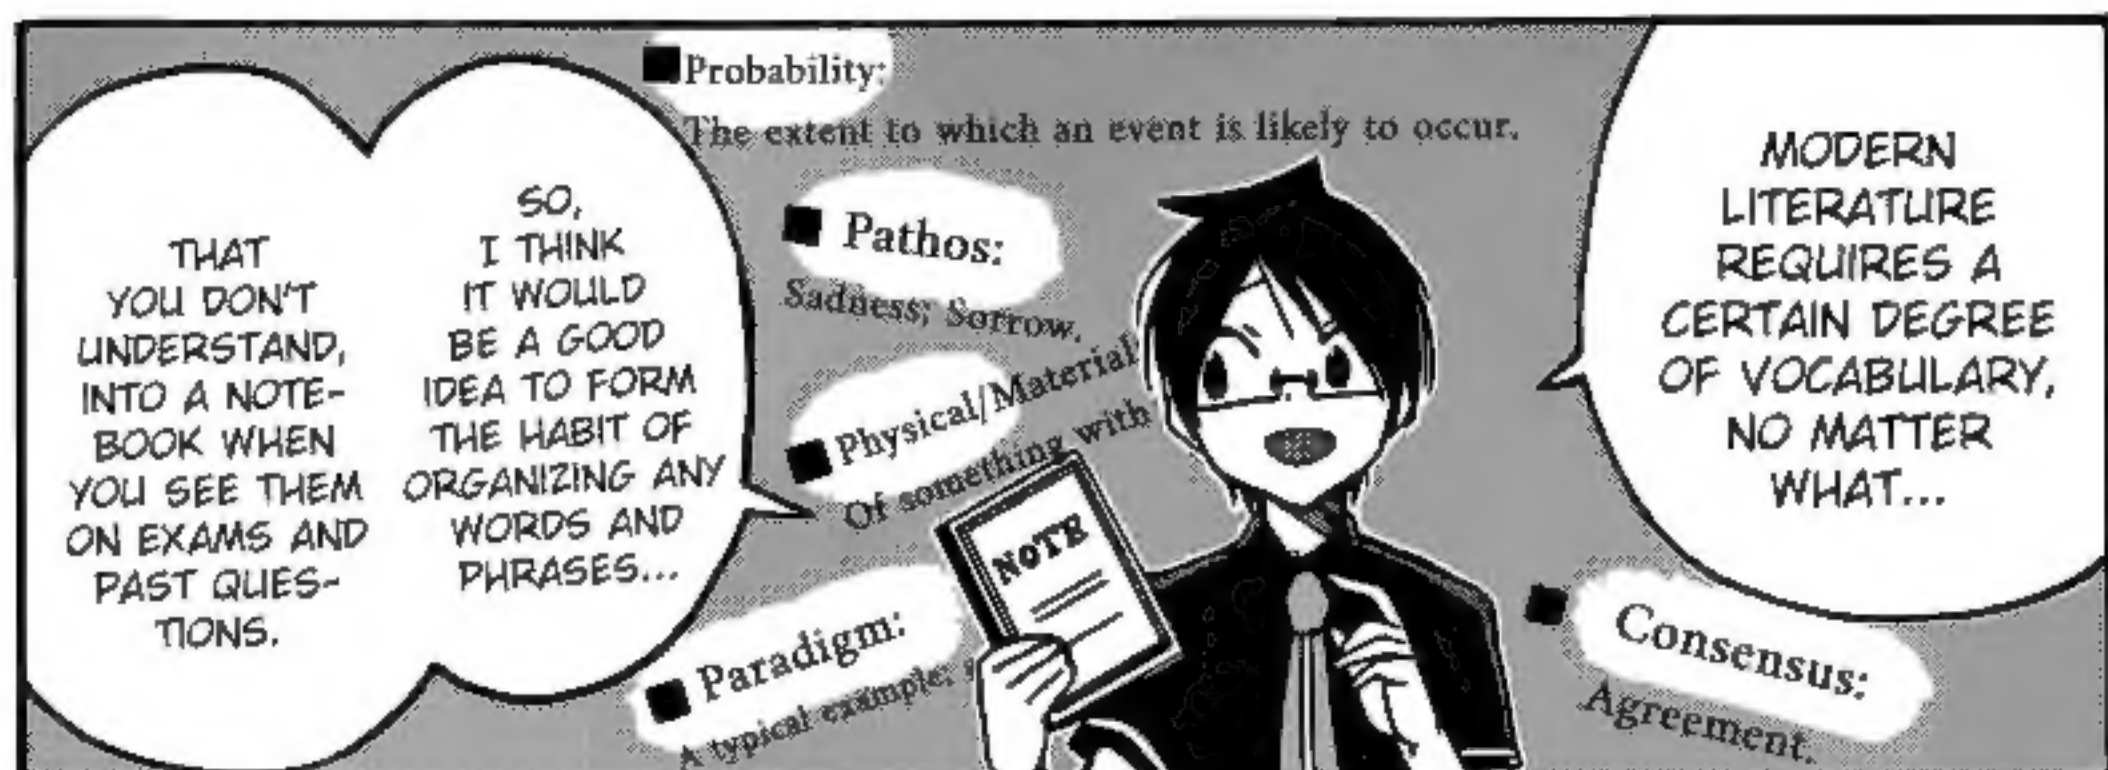 MODERN
LITERATURE
REQUIRES A
CERTAIN DEGREE
OF VOCABULARY,
NO MATTER
WHAT...
SO,
I THINK
IT WOULD
BE A GOOD
IDEA TO FORM
THE HABIT OF
ORGANIZING ANY
WORDS AND
PHRASES...
THAT
YOU DON'T
UNDERSTAND,
INTO A NOTE-
BOOK WHEN
YOU SEE THEM
ON EXAMS AND
PAST QUES-
TIONS.
Probability:
The extent to which an event is likely to occur.
Pathos:
Sadness; Sorrow.
Physical/Material
Of something with
Paradigm:
A typical example;
NOTE
Consensus:
Agreement.